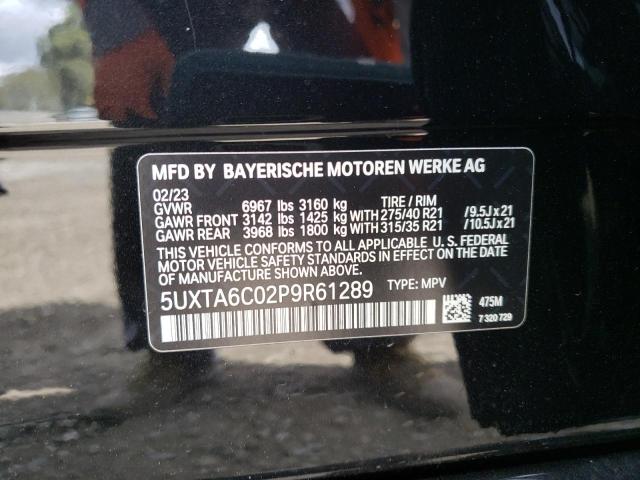 MFD BY BAYERISCHE MOTOREN WERKE AG
02/23
GVWR 6967 lbs 3160 kg TIRE / RIM
GAWR FRONT 3142 lbs 1425 kg WITH 275/40 R21 /9.5J x 21
GAWR REAR 3968 lbs 1800 kg WITH 315/35 R21 /10.5J x 21
THIS VEHICLE CONFORMS TO ALL APPLICABLE U. S. FEDERAL
MOTOR VEHICLE SAFETY STANDARDS IN EFFECT ON THE DATE
OF MANUFACTURE SHOWN ABOVE.
5UXTA6C02P9R61289 TYPE: MPV
475M
7 320 729